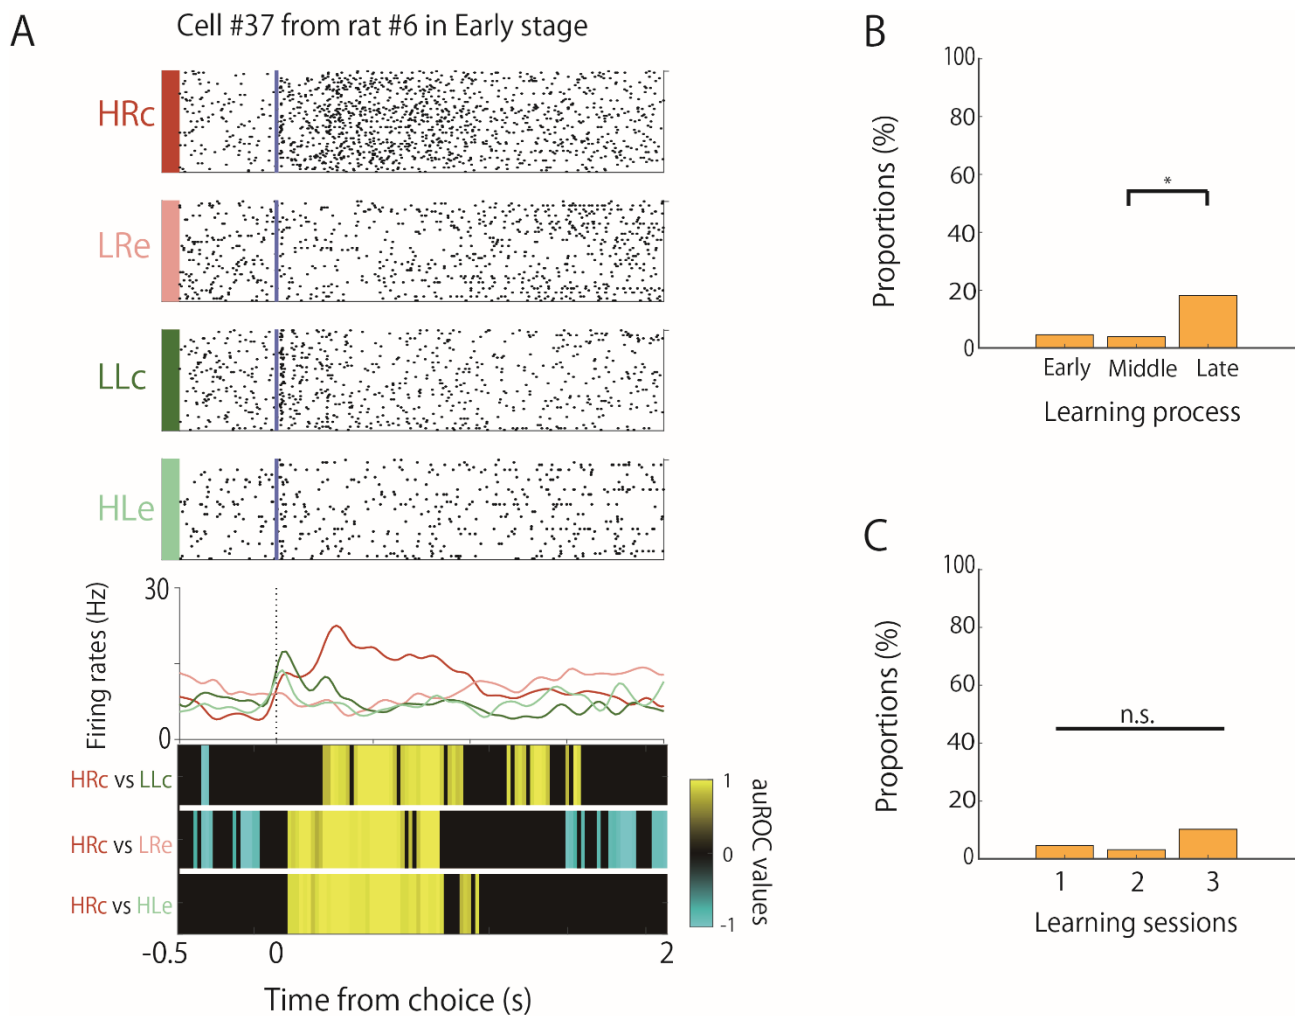 A
Cell #37 from rat #6 in Early stage
HRc
LRe
LLc
HLe
Firing rates (Hz)
30
0
HRc vs LLc
HRc vs LRe
HRc vs HLe
1
0
-1
auROC values
-0.5
0
2
Time from choice (s)
B
Proportions (%)
100
80
60
40
20
0
*
Early
Middle
Late
Learning process
C
Proportions (%)
100
80
60
40
20
0
n.s.
1
2
3
Learning sessions